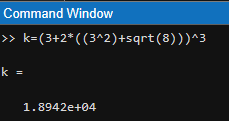 Command Window
>> k=(3+2*((3^2)+sqrt(8)))^3
k =
1.8942e+04